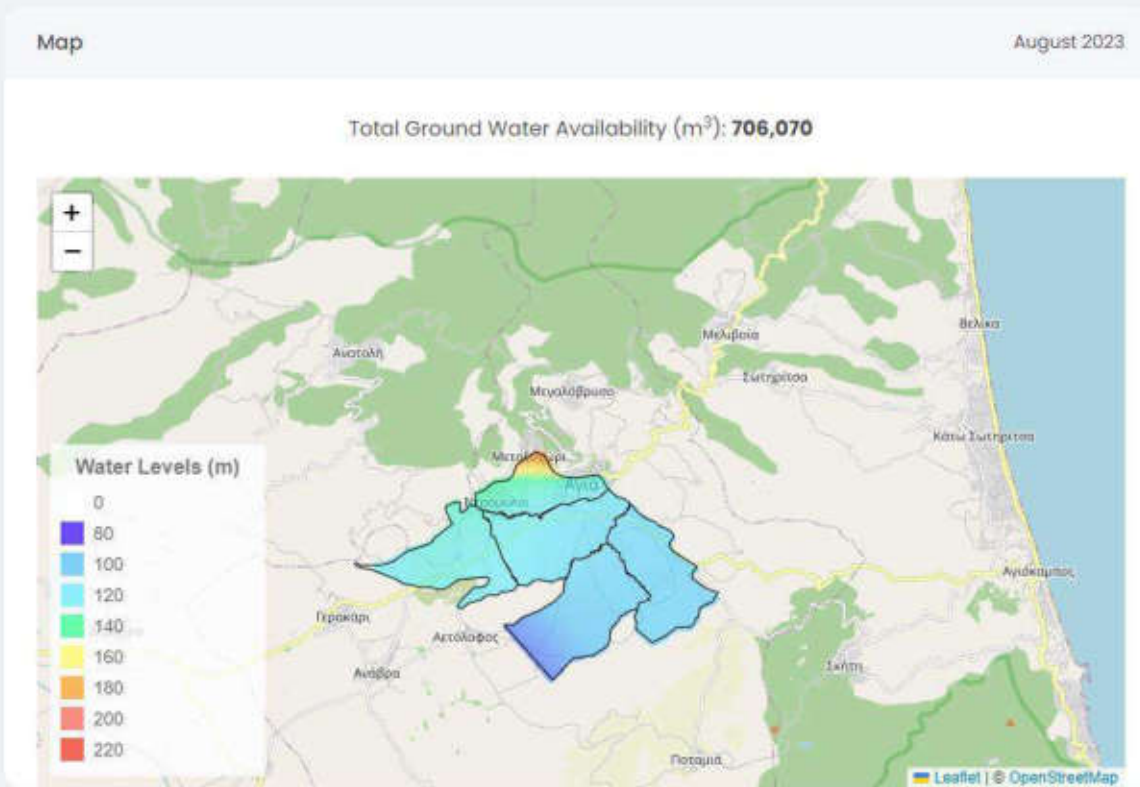 Map
August 2023
Total Ground Water Availability (m³): 706,070
+
−
Μελιβοία
Βελίκα
Ανατολή
Σωτηρίτσα
Μεγαλόβρυσο
Κάτω Σωτηρίτσα
Αγιά
Αγιόκαμπος
Γερακάρι
Αετόλοφος
Ανάβρα
Σκήτη
Ποταμιά
Water Levels (m)
0
80
100
120
140
160
180
200
220
Leaflet | © OpenStreetMap